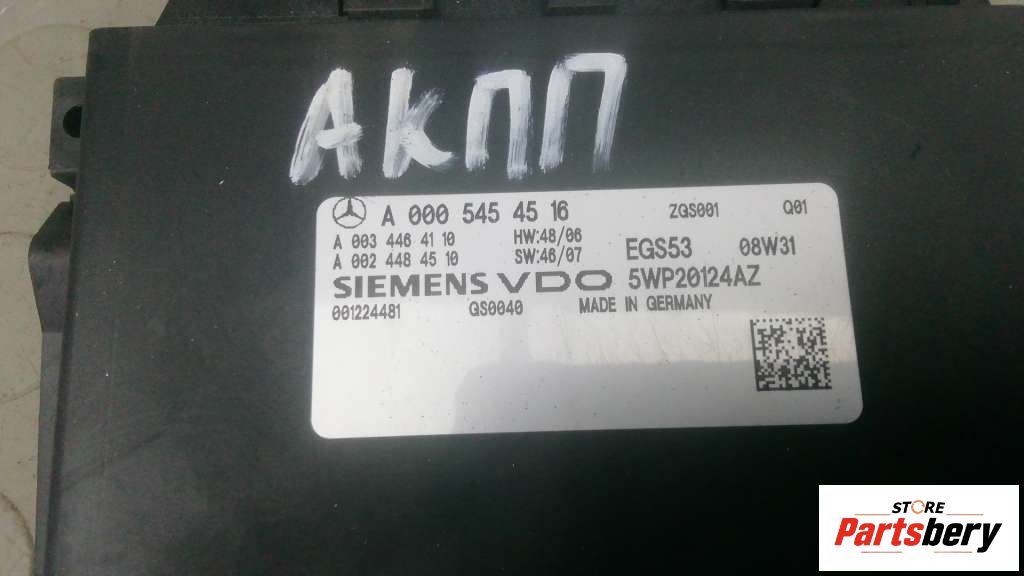 АКПП
A 000 545 45 16 ZQS001 Q01
A 003 446 41 10 HW:48/06
A 002 448 45 10 SW:46/07 EGS53 08W31
SIEMENS VDO 5WP20124AZ
001224481 QS0040 MADE IN GERMANY
STORE
Partsbery